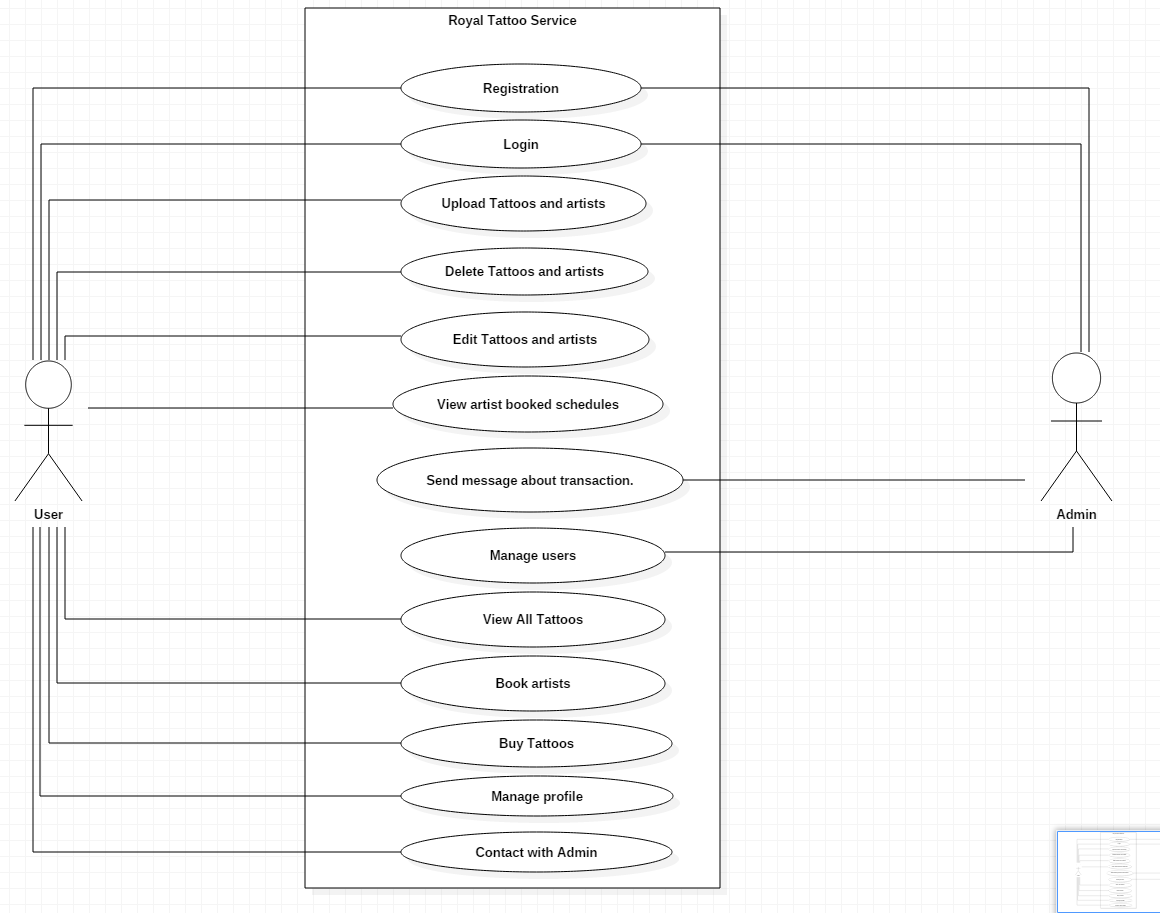 Royal Tattoo Service
Registration
Login
Upload Tattoos and artists
Delete Tattoos and artists
Edit Tattoos and artists
View artist booked schedules
Send message about transaction.
User
Admin
Manage users
View All Tattoos
Book artists
Buy Tattoos
Manage profile
Contact with Admin